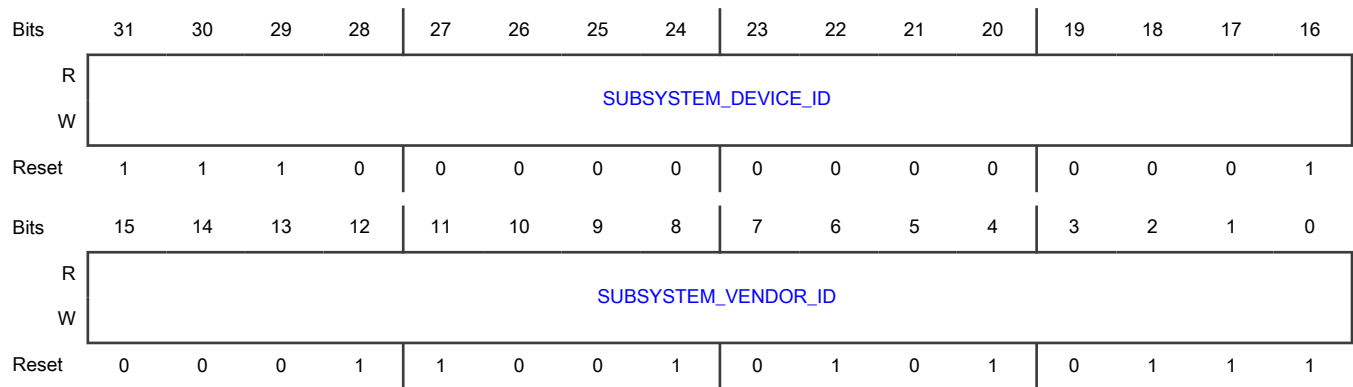 Bits 31 30 29 28 27 26 25 24 23 22 21 20 19 18 17 16
R
SUBSYSTEM_DEVICE_ID
W
Reset 1 1 1 0 0 0 0 0 0 0 0 0 0 0 0 1
Bits 15 14 13 12 11 10 9 8 7 6 5 4 3 2 1 0
R
SUBSYSTEM_VENDOR_ID
W
Reset 0 0 0 1 1 0 0 1 0 1 0 1 0 1 1 1